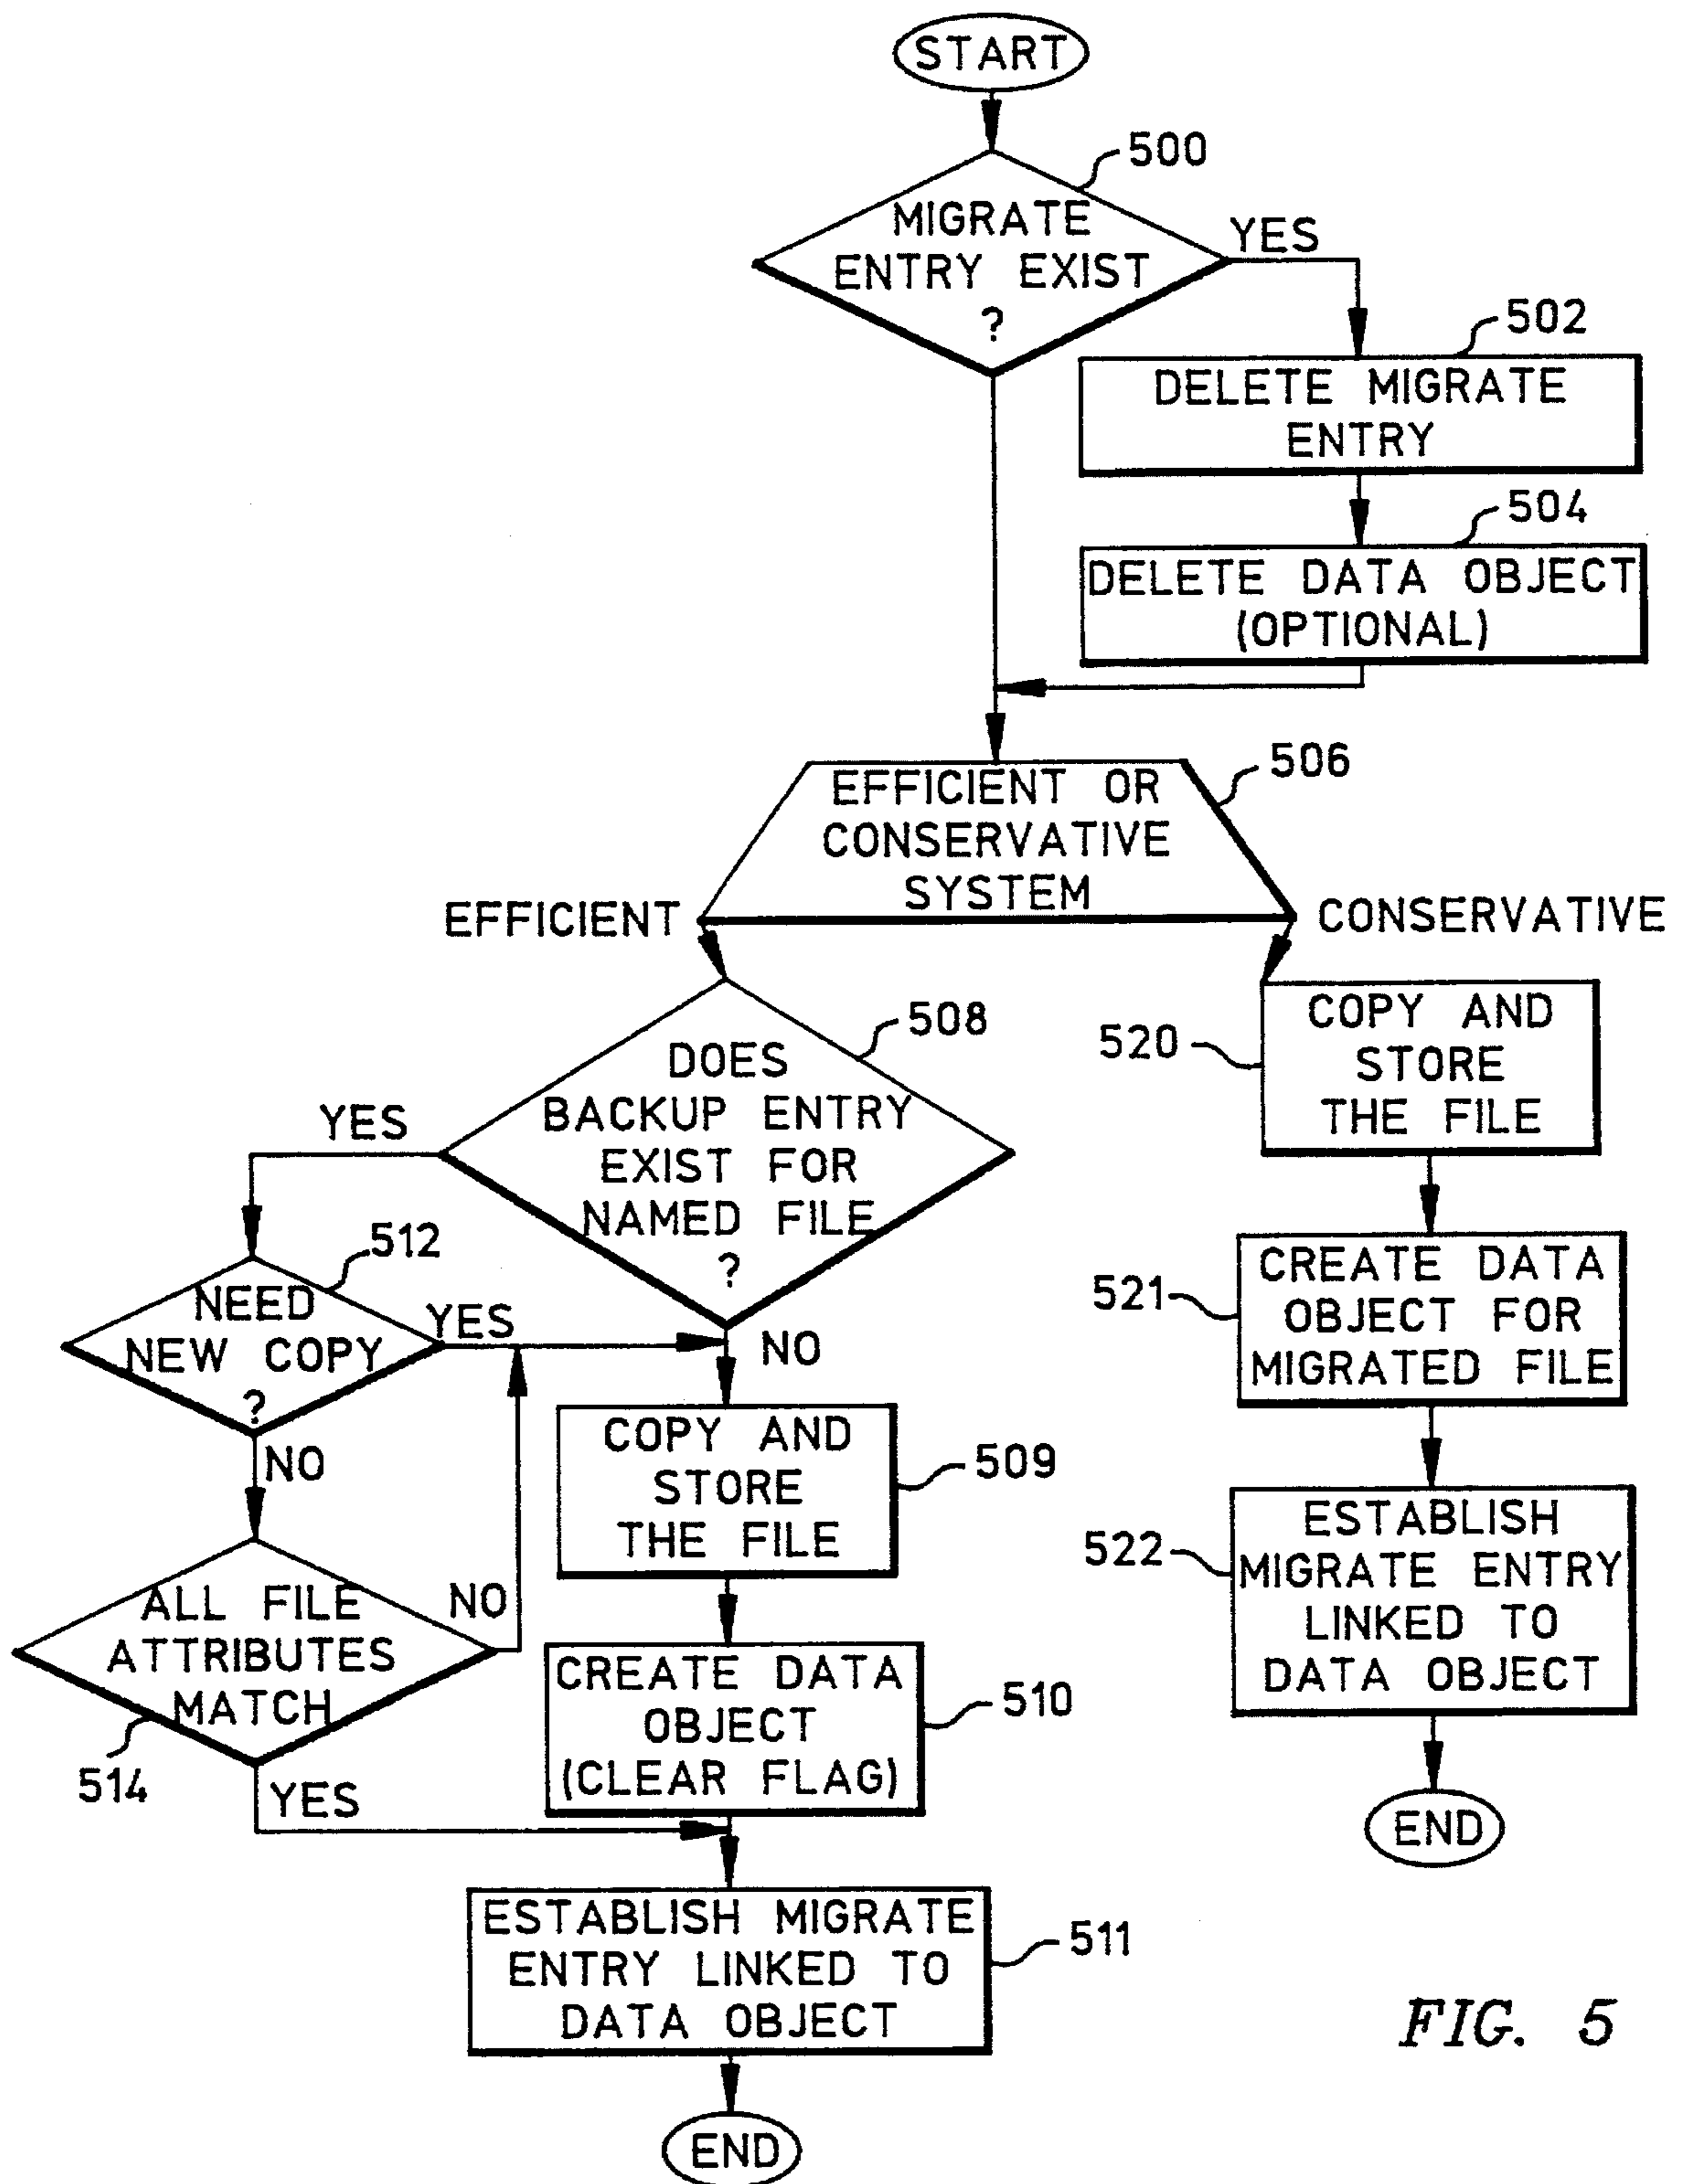 START
500
MIGRATE
ENTRY EXIST
?
YES
502
DELETE MIGRATE
ENTRY
504
DELETE DATA OBJECT
(OPTIONAL)
506
EFFICIENT OR
CONSERVATIVE
SYSTEM
EFFICIENT
CONSERVATIVE
508
DOES
BACKUP ENTRY
EXIST FOR
NAMED FILE
?
YES
NO
520
COPY AND
STORE
THE FILE
512
NEED
NEW COPY
?
YES
NO
521
CREATE DATA
OBJECT FOR
MIGRATED FILE
COPY AND
STORE
THE FILE
509
522
ESTABLISH
MIGRATE ENTRY
LINKED TO
DATA OBJECT
ALL FILE
ATTRIBUTES
MATCH
NO
514
YES
CREATE DATA
OBJECT
(CLEAR FLAG)
510
END
ESTABLISH MIGRATE
ENTRY LINKED TO
DATA OBJECT
511
END
FIG. 5